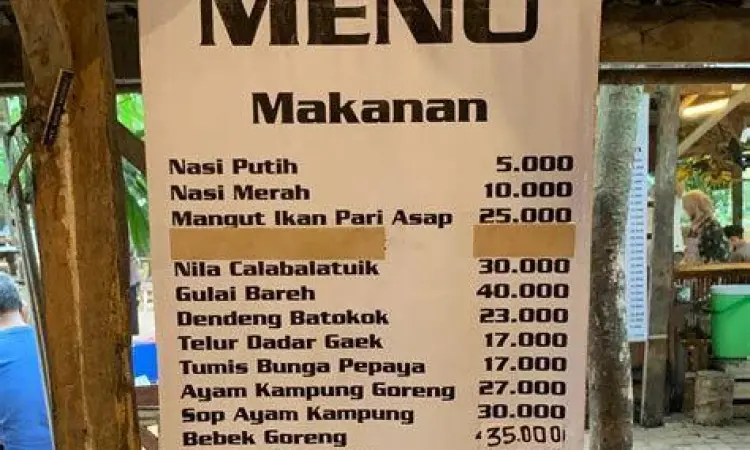 MENU
Makanan
Nasi Putih 5.000
Nasi Merah 10.000
Mangut Ikan Pari Asap 25.000
Nila Calabalatuik 30.000
Gulai Bareh 40.000
Dendeng Batokok 23.000
Telur Dadar Gaek 17.000
Tumis Bunga Pepaya 17.000
Ayam Kampung Goreng 27.000
Sop Ayam Kampung 30.000
Bebek Goreng 35.000